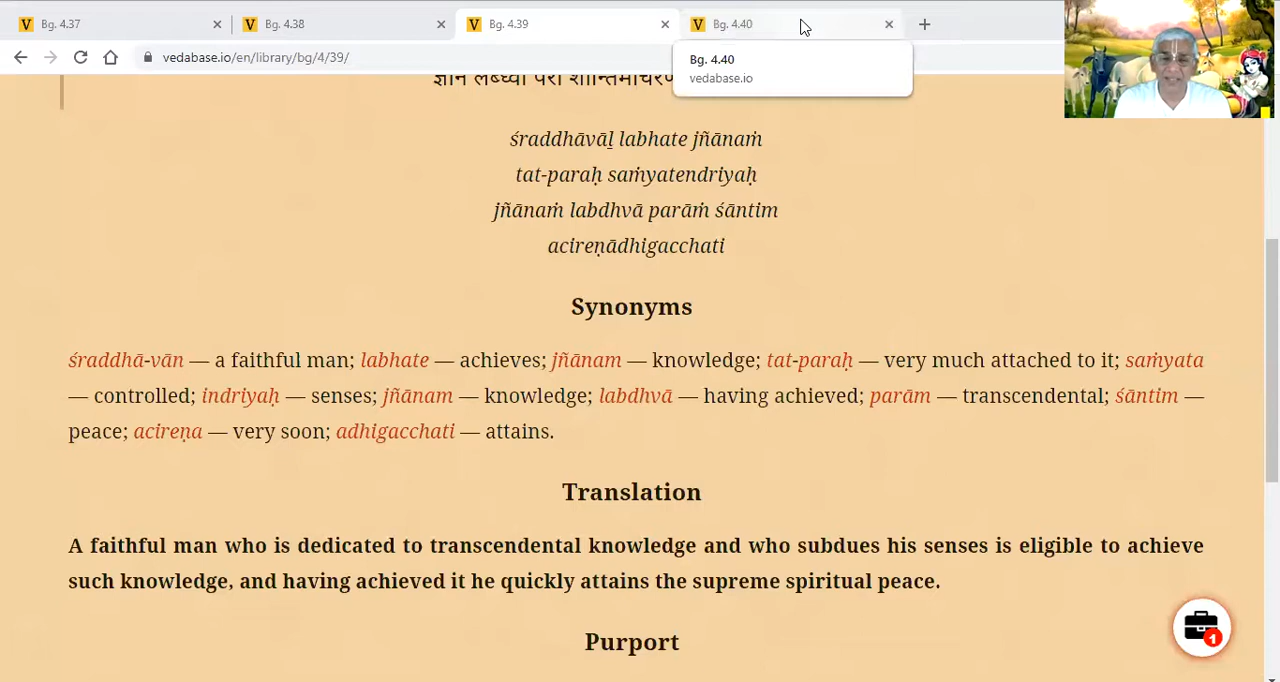 Bg. 4.37
Bg. 4.38
Bg. 4.39
Bg. 4.40
vedabase.io/en/library/bg/4/39/
Bg. 4.40
vedabase.io
śraddhāvāḻ labhate jñānaṁ
tat-paraḥ saṁyatendriyaḥ
jñānaṁ labdhvā parāṁ śāntim
acireṇādhigacchati
Synonyms
śraddhā-vān — a faithful man; labhate — achieves; jñānam — knowledge; tat-paraḥ — very much attached to it; saṁyata
— controlled; indriyaḥ — senses; jñānam — knowledge; labdhvā — having achieved; parām — transcendental; śāntim —
peace; acireṇa — very soon; adhigacchati — attains.
Translation
A faithful man who is dedicated to transcendental knowledge and who subdues his senses is eligible to achieve
such knowledge, and having achieved it he quickly attains the supreme spiritual peace.
Purport
1